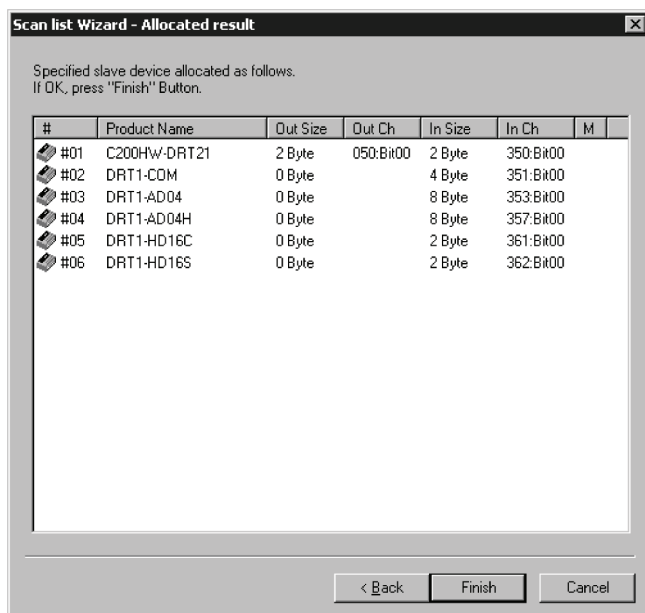 Scan list Wizard - Allocated result
Specified slave device allocated as follows.
If OK, press "Finish" Button.
# Product Name Out Size Out Ch In Size In Ch M
#01 C200HW-DRT21 2 Byte 050:Bit00 2 Byte 350:Bit00
#02 DRT1-COM 0 Byte 4 Byte 351:Bit00
#03 DRT1-AD04 0 Byte 8 Byte 353:Bit00
#04 DRT1-AD04H 0 Byte 8 Byte 357:Bit00
#05 DRT1-HD16C 0 Byte 2 Byte 361:Bit00
#06 DRT1-HD16S 0 Byte 2 Byte 362:Bit00
< Back Finish Cancel